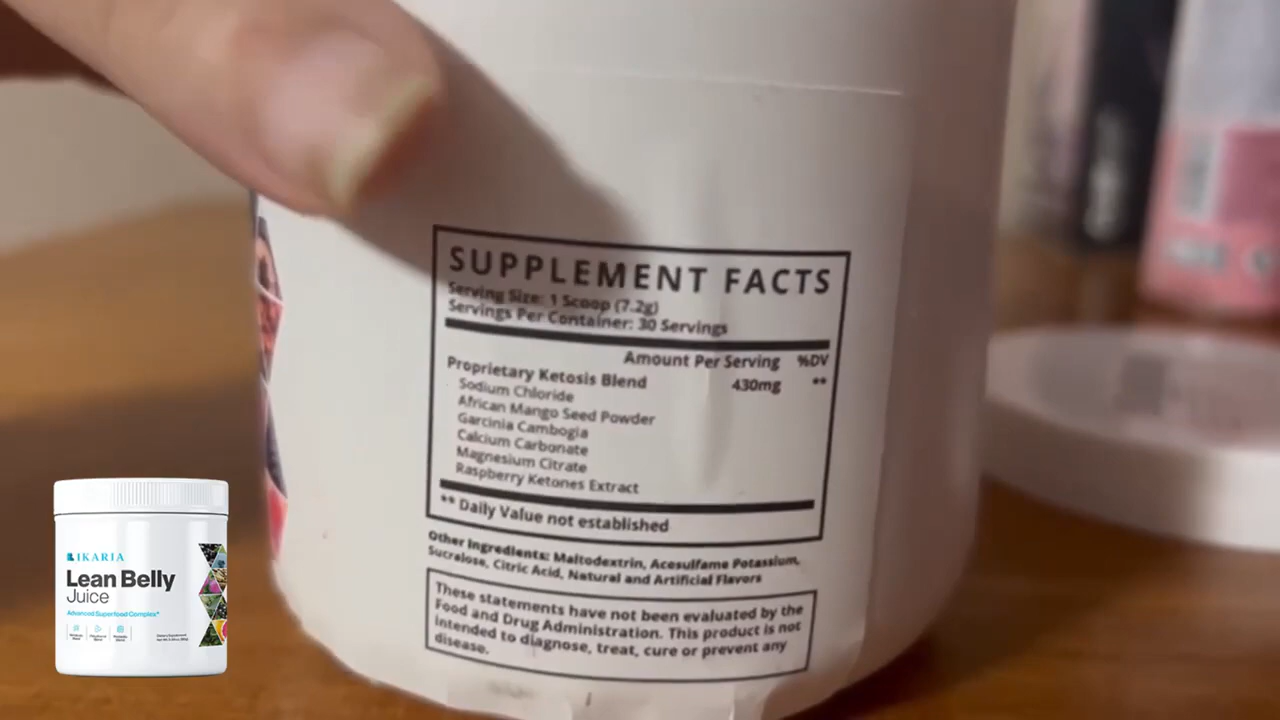 SUPPLEMENT FACTS
Serving Size: 1 Scoop (7.2g)
Servings Per Container: 30 Servings
Amount Per Serving %DV
Proprietary Ketosis Blend 430mg **
Sodium Chloride
African Mango Seed Powder
Garcinia Cambogia
Calcium Carbonate
Magnesium Citrate
Raspberry Ketones Extract
** Daily Value not established
Other Ingredients: Maltodextrin, Acesulfame Potassium,
Sucralose, Citric Acid, Natural and Artificial Flavors
These statements have not been evaluated by the
Food and Drug Administration. This product is not
intended to diagnose, treat, cure or prevent any
disease.
IKARIA
Lean Belly
Juice
Advanced Superfood Complex*